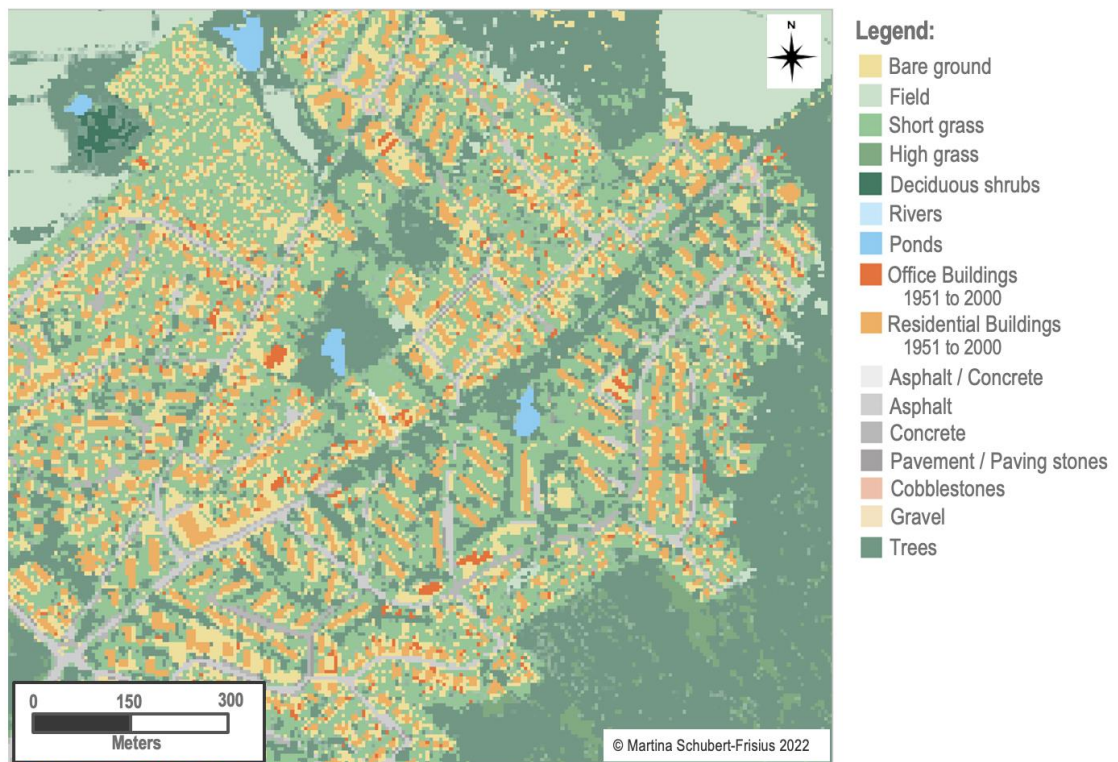 N
Legend:
Bare ground
Field
Short grass
High grass
Deciduous shrubs
Rivers
Ponds
Office Buildings
1951 to 2000
Residential Buildings
1951 to 2000
Asphalt / Concrete
Asphalt
Concrete
Pavement / Paving stones
Cobblestones
Gravel
Trees
0 150 300
Meters
© Martina Schubert-Frisius 2022